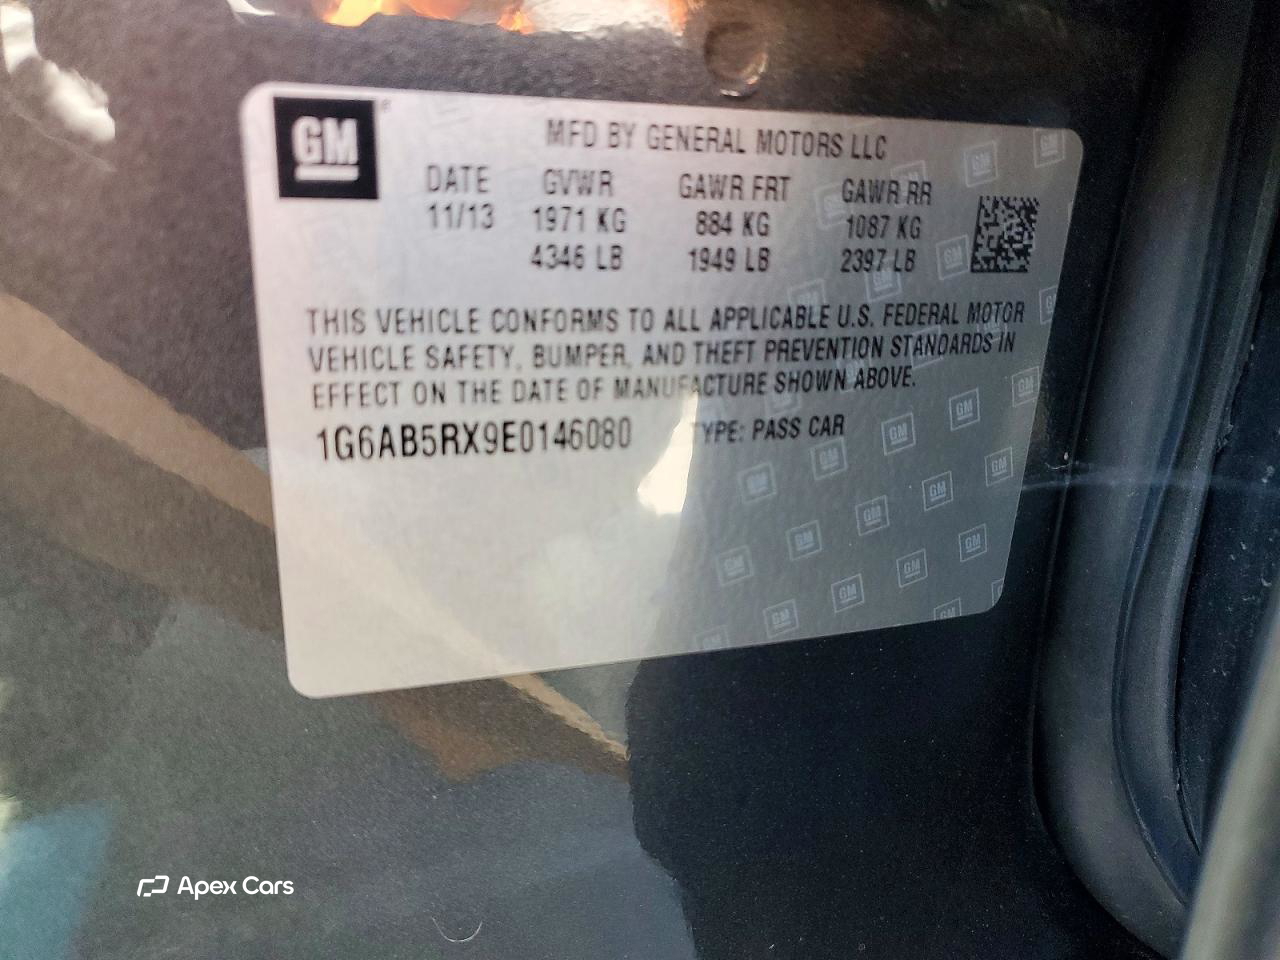 GM
MFD BY GENERAL MOTORS LLC
DATE GVWR GAWR FRT GAWR RR
11/13 1971 KG 884 KG 1087 KG
4346 LB 1949 LB 2397 LB
THIS VEHICLE CONFORMS TO ALL APPLICABLE U.S. FEDERAL MOTOR
VEHICLE SAFETY, BUMPER, AND THEFT PREVENTION STANDARDS IN
EFFECT ON THE DATE OF MANUFACTURE SHOWN ABOVE.
1G6AB5RX9E0146080 TYPE: PASS CAR
Apex Cars